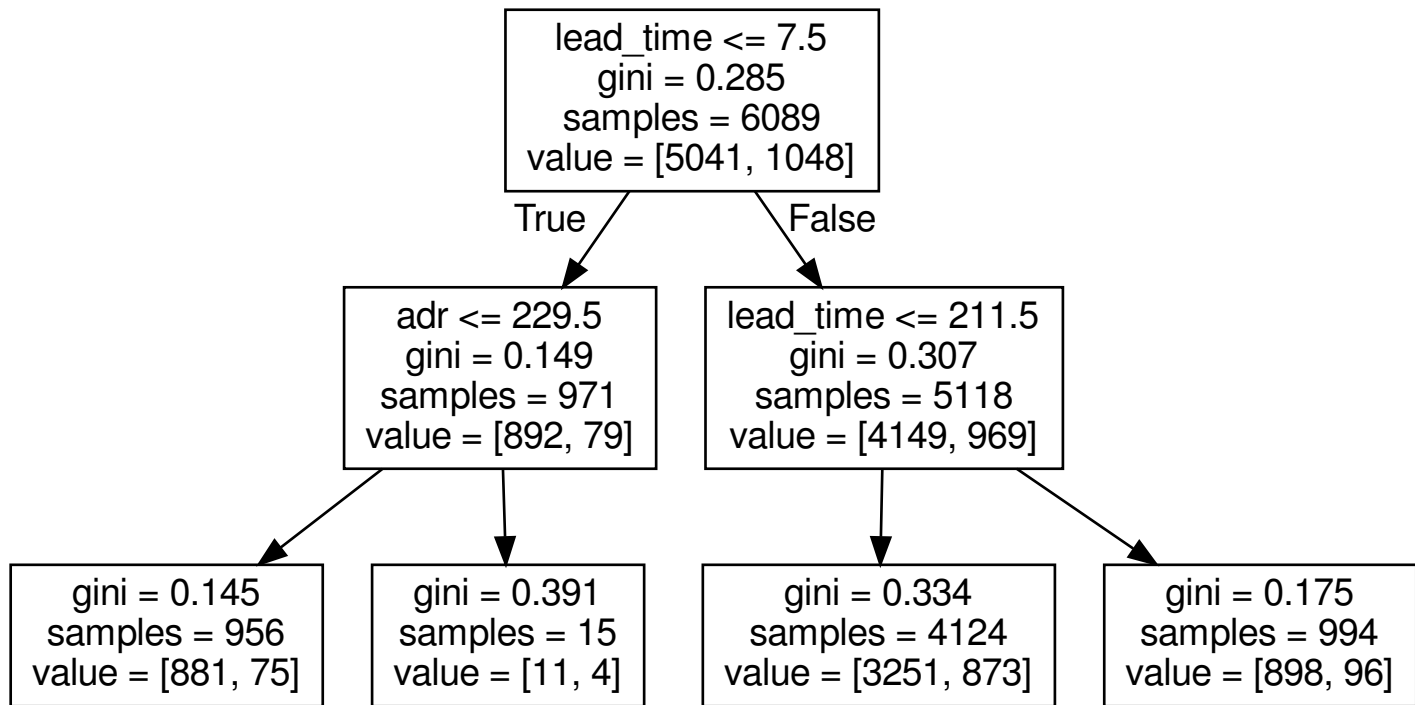 lead_time <= 7.5
gini = 0.285
samples = 6089
value = [5041, 1048]
True
False
adr <= 229.5
gini = 0.149
samples = 971
value = [892, 79]
lead_time <= 211.5
gini = 0.307
samples = 5118
value = [4149, 969]
gini = 0.145
samples = 956
value = [881, 75]
gini = 0.391
samples = 15
value = [11, 4]
gini = 0.334
samples = 4124
value = [3251, 873]
gini = 0.175
samples = 994
value = [898, 96]